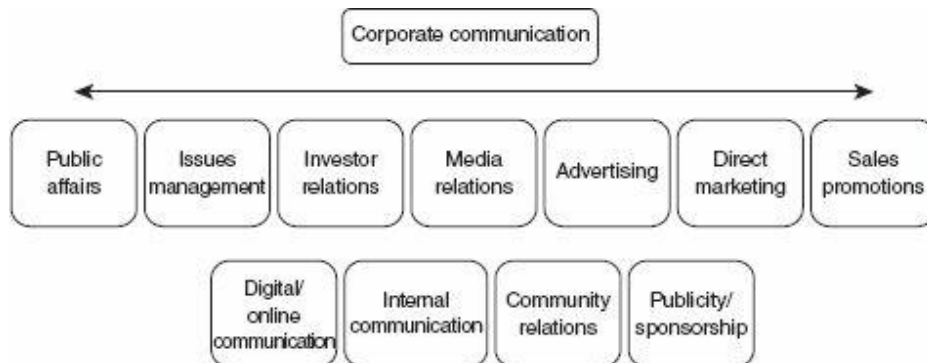 Corporate communication
Public
affairs
Issues
management
Investor
relations
Media
relations
Advertising
Direct
marketing
Sales
promotions
Digital/
online
communication
Internal
communication
Community
relations
Publicity/
sponsorship